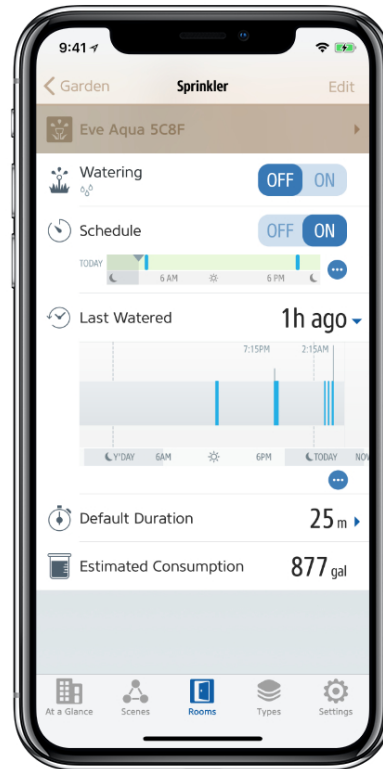 9:41
Garden Sprinkler Edit
Eve Aqua 5C8F
Watering OFF ON
Schedule OFF ON
TODAY
6 AM 6 PM
Last Watered 1h ago
7:15PM 2:15AM
Y'DAY 6AM 6PM TODAY NOW
Default Duration 25 m
Estimated Consumption 877 gal
At a Glance Scenes Rooms Types Settings